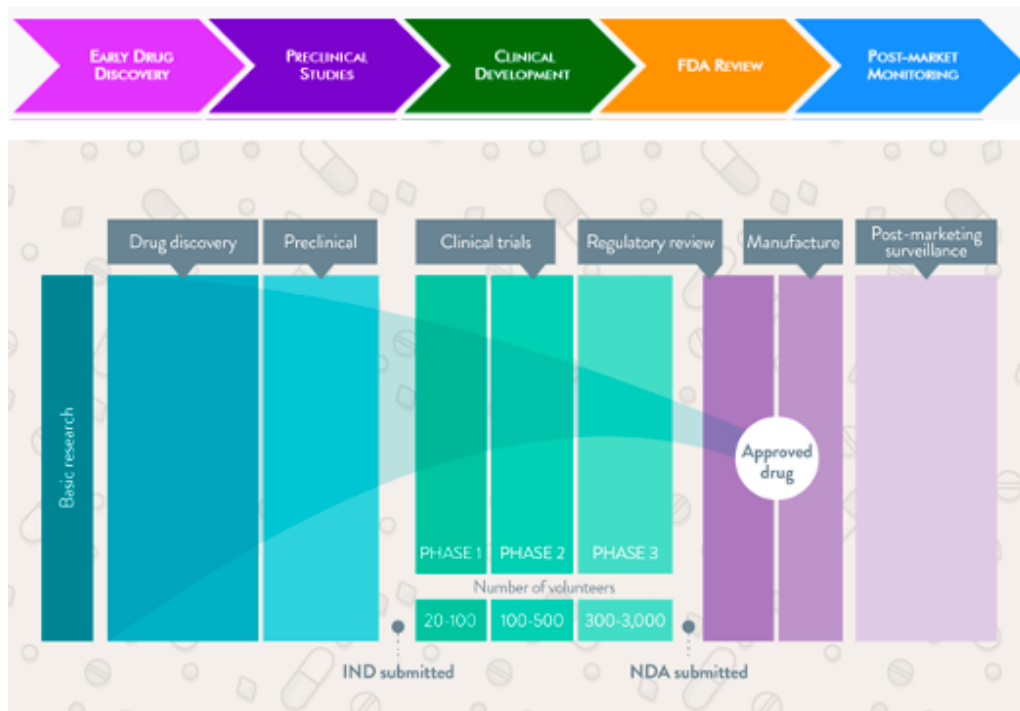 EARLY DRUG
DISCOVERY
PRECLINICAL
STUDIES
CLINICAL
DEVELOPMENT
FDA REVIEW
POST-MARKET
MONITORING
Drug discovery
Preclinical
Clinical trials
Regulatory review
Manufacture
Post-marketing
surveillance
Basic research
Approved
drug
PHASE 1
PHASE 2
PHASE 3
Number of volunteers
20-100
100-500
300-3,000
IND submitted
NDA submitted